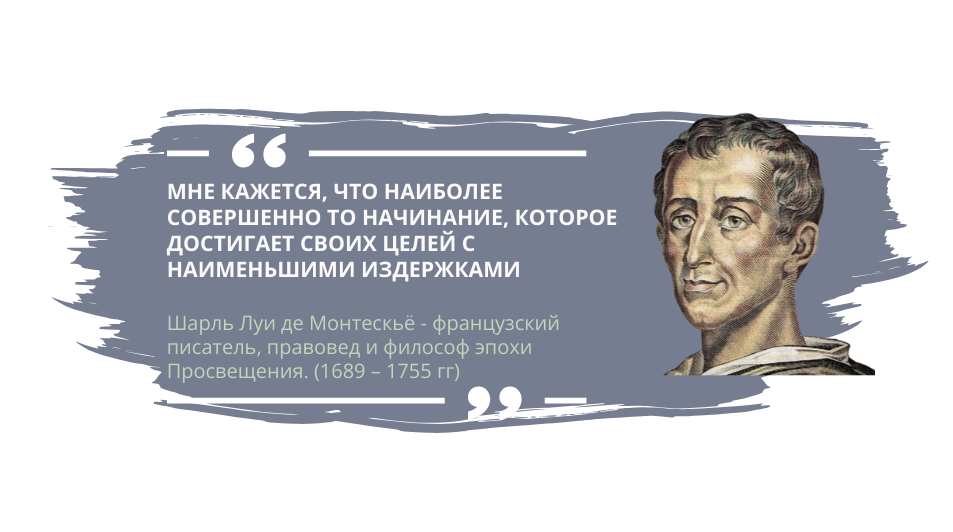 МНЕ КАЖЕТСЯ, ЧТО НАИБОЛЕЕ
СОВЕРШЕННО ТО НАЧИНАНИЕ, КОТОРОЕ
ДОСТИГАЕТ СВОИХ ЦЕЛЕЙ С
НАИМЕНЬШИМИ ИЗДЕРЖКАМИ
Шарль Луи де Монтескьё - французский
писатель, правовед и философ эпохи
Просвещения. (1689 – 1755 гг)